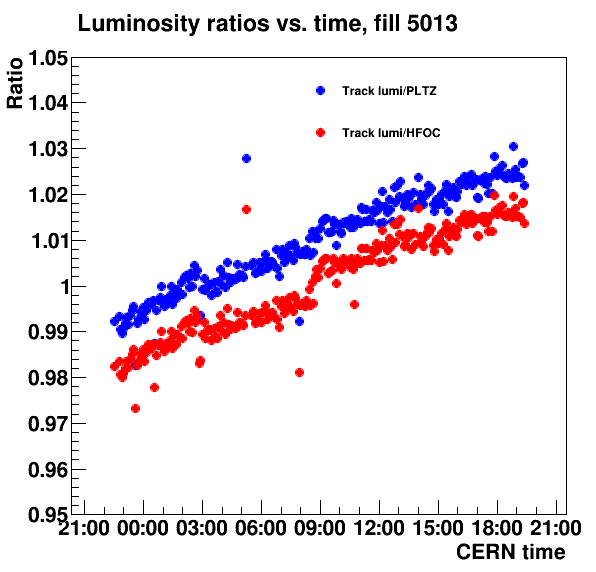 Luminosity ratios vs. time, fill 5013
Ratio
1.05
1.04
1.03
1.02
1.01
1
0.99
0.98
0.97
0.96
0.95
Track lumi/PLTZ
Track lumi/HFOC
21:00 00:00 03:00 06:00 09:00 12:00 15:00 18:00 21:00
CERN time